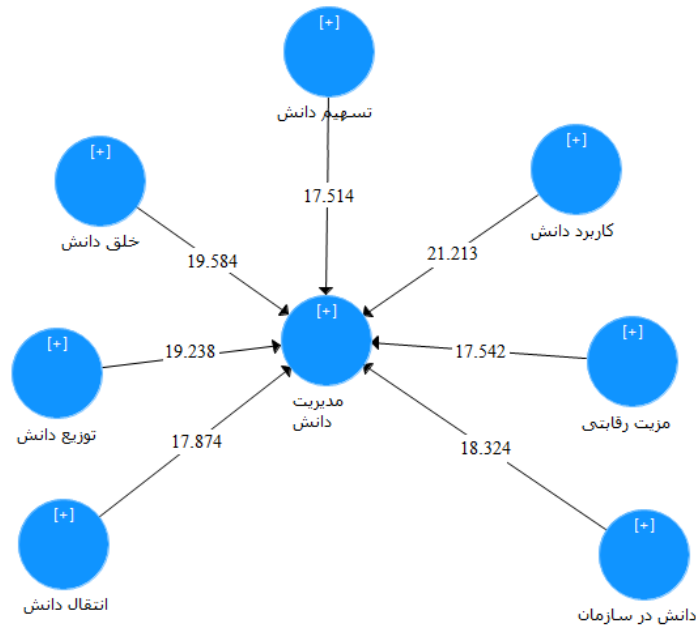 [+]
تسهیم دانش
[+]
کاربرد دانش
[+]
خلق دانش
17.514
21.213
19.584
[+]
مدیریت
دانش
[+]
توزیع دانش
19.238
17.542
[+]
مزیت رقابتی
17.874
18.324
[+]
انتقال دانش
[+]
دانش در سازمان